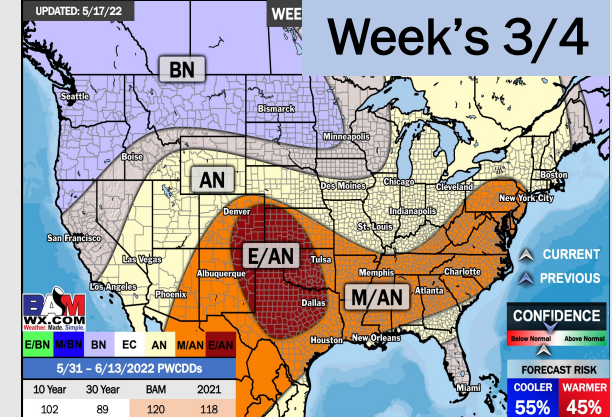 UPDATED: 5/17/22
WEE
Week's 3/4
BN
Seattle
Bismarck
Minneapolis
Boise
AN
Des Moines
Chicago
Cleveland
Boston
New York City
Denver
Indianapolis
St. Louis
San Francisco
E/AN
Tulsa
Las Vegas
Albuquerque
Memphis
Charlotte
CURRENT
PREVIOUS
Los Angeles
Phoenix
M/AN
Atlanta
Dallas
BAM
WX.COM
Weather. Made. Simple.
Houston
New Orleans
CONFIDENCE
Below Normal
Above Normal
E/BN M/BN BN EC AN M/AN E/AN
5/31 – 6/13/2022 PWCDDs
FORECAST RISK
Miami
10 Year 30 Year BAM 2021
COOLER WARMER
102 89 120 118
55% 45%